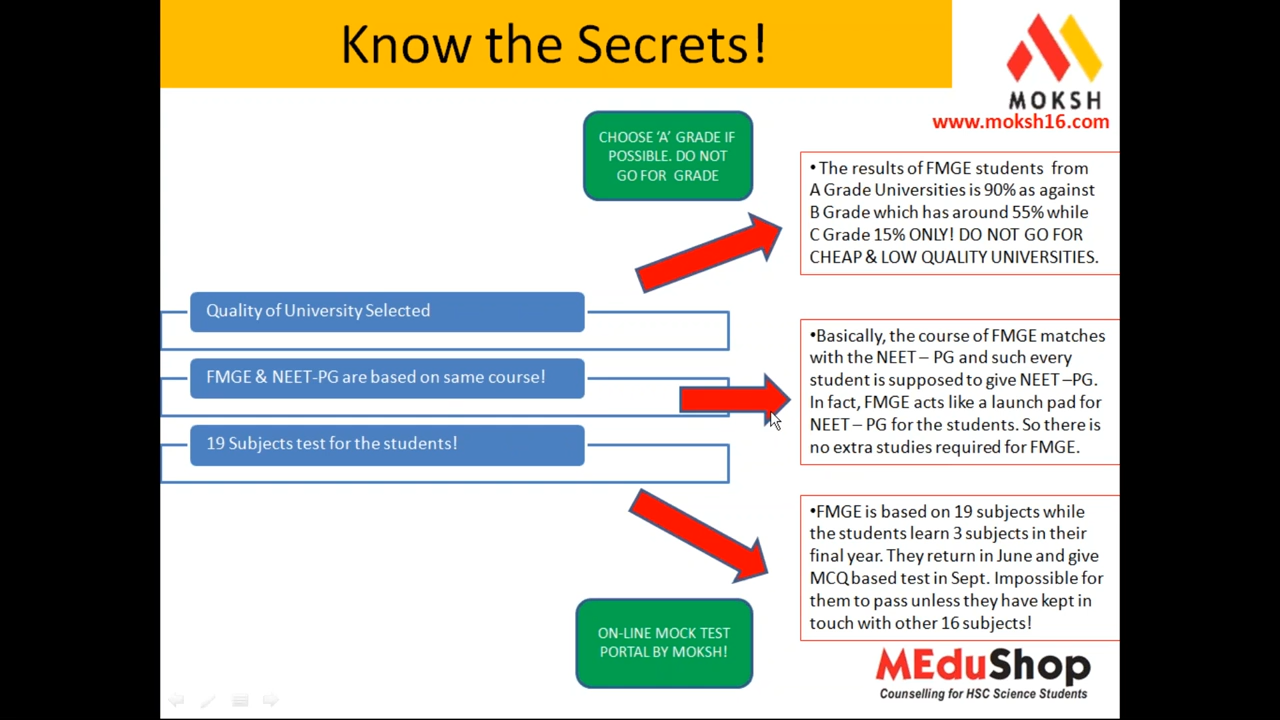 Know the Secrets!
MOKSH
www.moksh16.com
CHOOSE 'A' GRADE IF
POSSIBLE. DO NOT
GO FOR GRADE
• The results of FMGE students from
A Grade Universities is 90% as against
B Grade which has around 55% while
C Grade 15% ONLY! DO NOT GO FOR
CHEAP & LOW QUALITY UNIVERSITIES.
Quality of University Selected
FMGE & NEET-PG are based on same course!
19 Subjects test for the students!
•Basically, the course of FMGE matches
with the NEET – PG and such every
student is supposed to give NEET –PG.
In fact, FMGE acts like a launch pad for
NEET – PG for the students. So there is
no extra studies required for FMGE.
•FMGE is based on 19 subjects while
the students learn 3 subjects in their
final year. They return in June and give
MCQ based test in Sept. Impossible for
them to pass unless they have kept in
touch with other 16 subjects!
ON-LINE MOCK TEST
PORTAL BY MOKSH!
MEduShop
Counselling for HSC Science Students